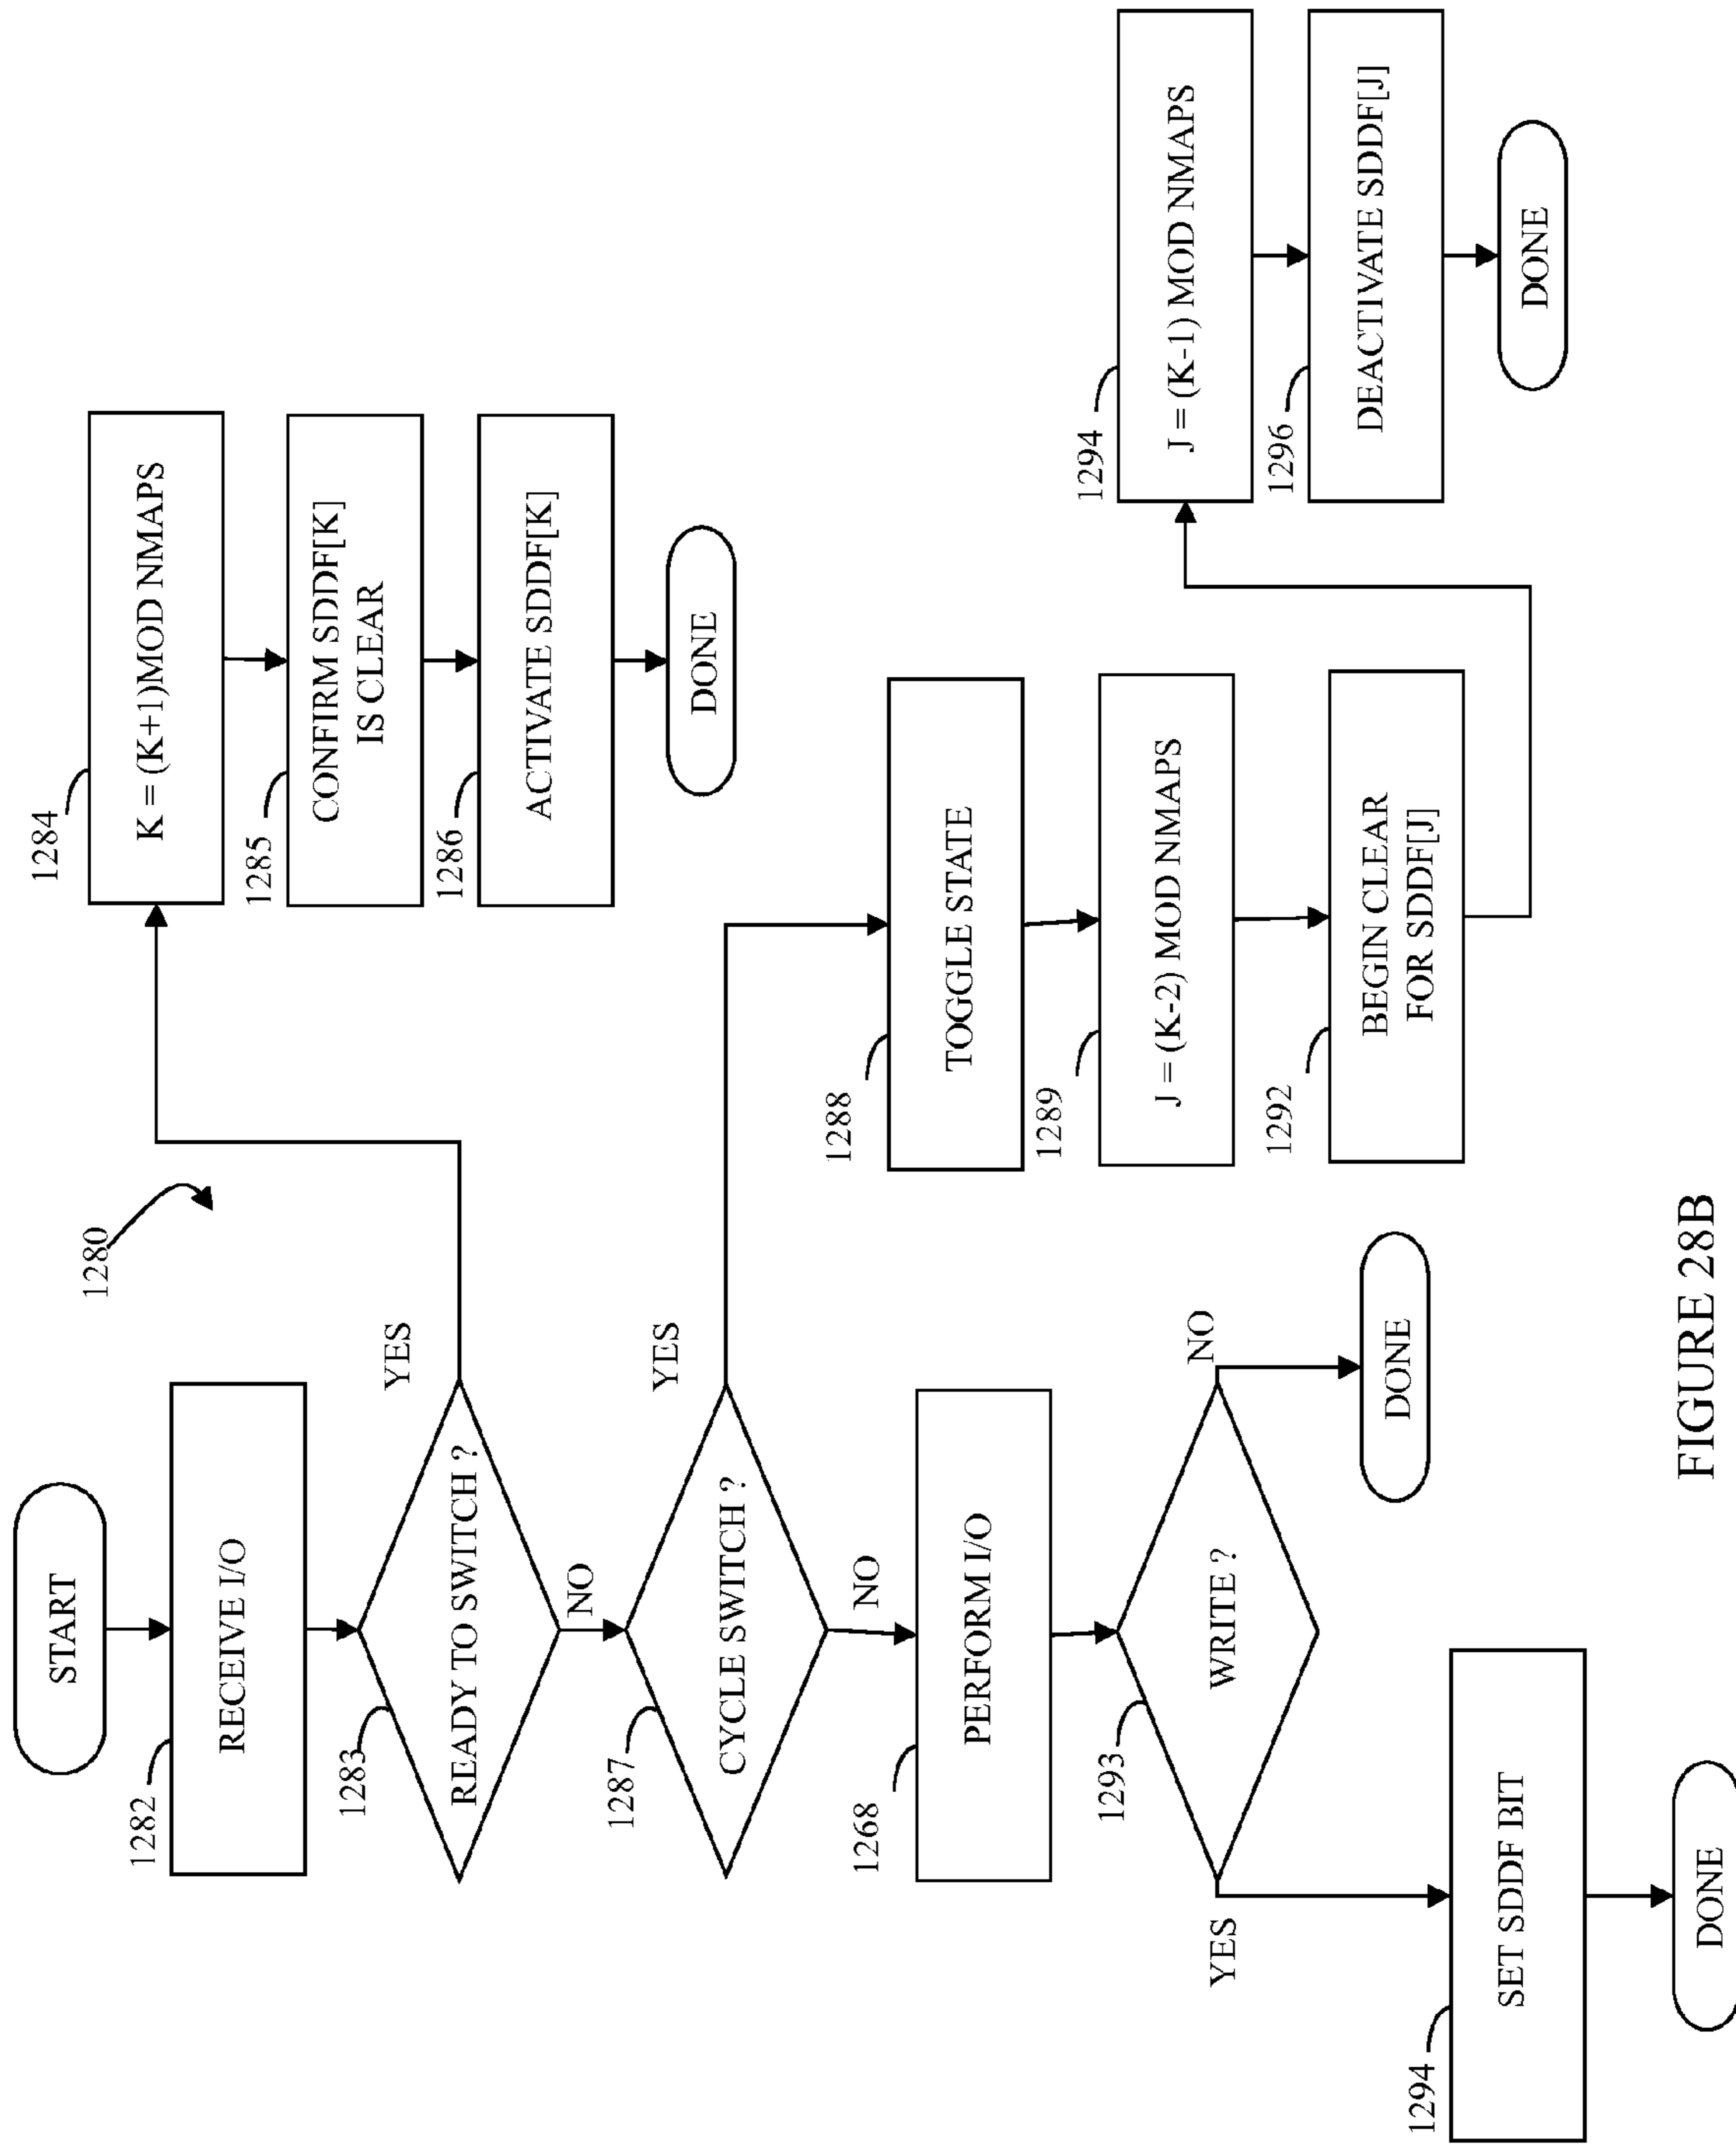 1280
START
1282
RECEIVE I/O
1283
READY TO SWITCH ?
YES
NO
1284
K = (K+1)MOD NMAPS
1285
CONFIRM SDDF[K]
IS CLEAR
1286
ACTIVATE SDDF[K]
DONE
1287
CYCLE SWITCH ?
YES
NO
1288
TOGGLE STATE
1289
J = (K-2) MOD NMAPS
1292
BEGIN CLEAR
FOR SDDF[J]
1294
J = (K-1) MOD NMAPS
1296
DEACTIVATE SDDF[J]
DONE
1268
PERFORM I/O
1293
WRITE ?
NO
DONE
YES
1294
SET SDDF BIT
DONE
FIGURE 28B